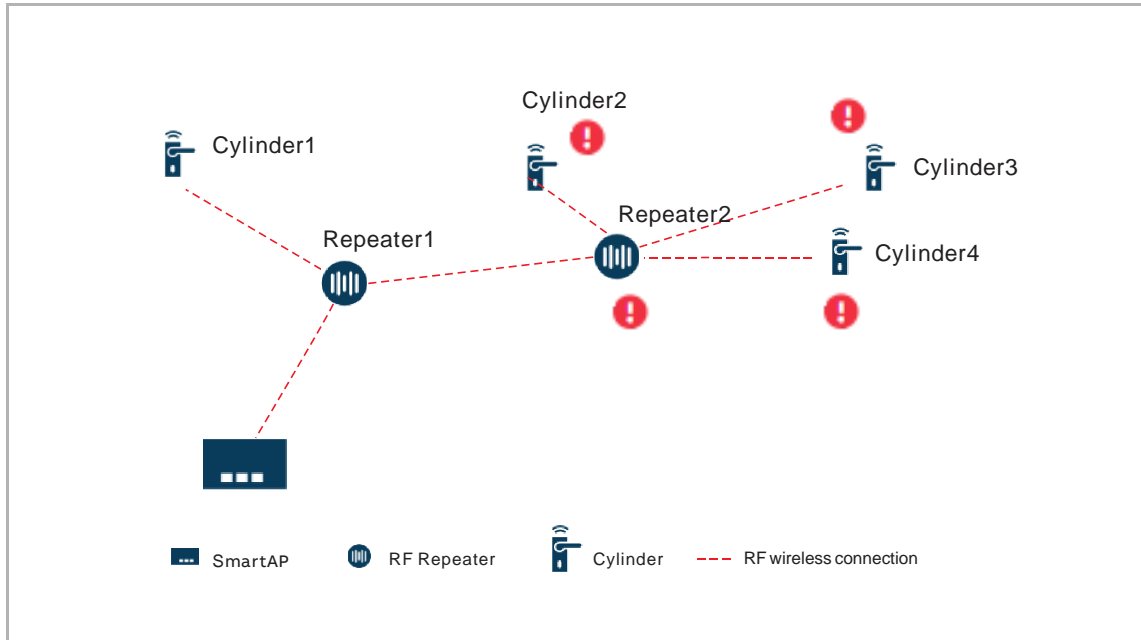 Cylinder2
Cylinder1
Cylinder3
Repeater2
Repeater1
Cylinder4
SmartAP
RF Repeater
Cylinder
RF wireless connection